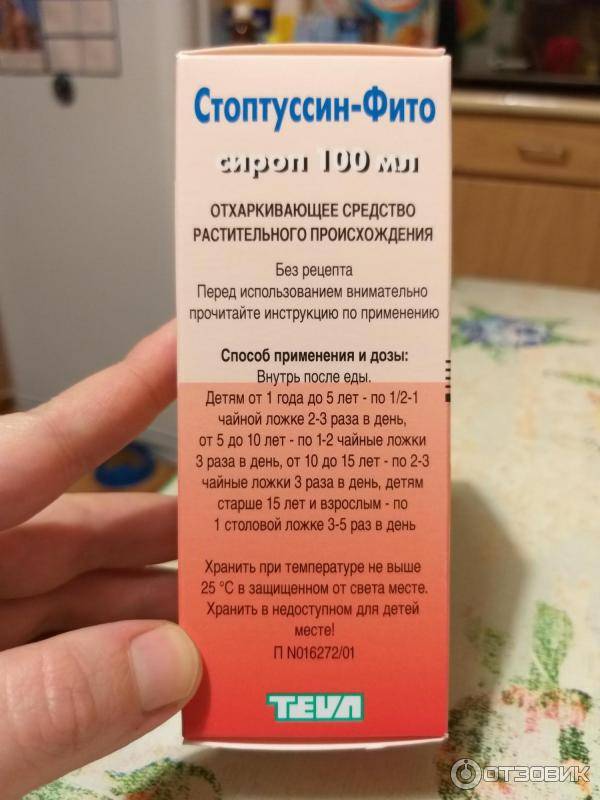 Стоптуссин-Фито
сироп 100 мл
ОТХАРКИВАЮЩЕЕ СРЕДСТВО
РАСТИТЕЛЬНОГО ПРОИСХОЖДЕНИЯ
Без рецепта
Перед использованием внимательно
прочитайте инструкцию по применению
Способ применения и дозы:
Внутрь после еды.
Детям от 1 года до 5 лет - по 1/2-1
чайной ложке 2-3 раза в день,
от 5 до 10 лет - по 1-2 чайные ложки
3 раза в день, от 10 до 15 лет - по 2-3
чайные ложки 3 раза в день, детям
старше 15 лет и взрослым - по
1 столовой ложке 3-5 раз в день
Хранить при температуре не выше
25 °С в защищенном от света месте.
Хранить в недоступном для детей
месте!
П N016272/01
TEVA
ОТЗОВИК